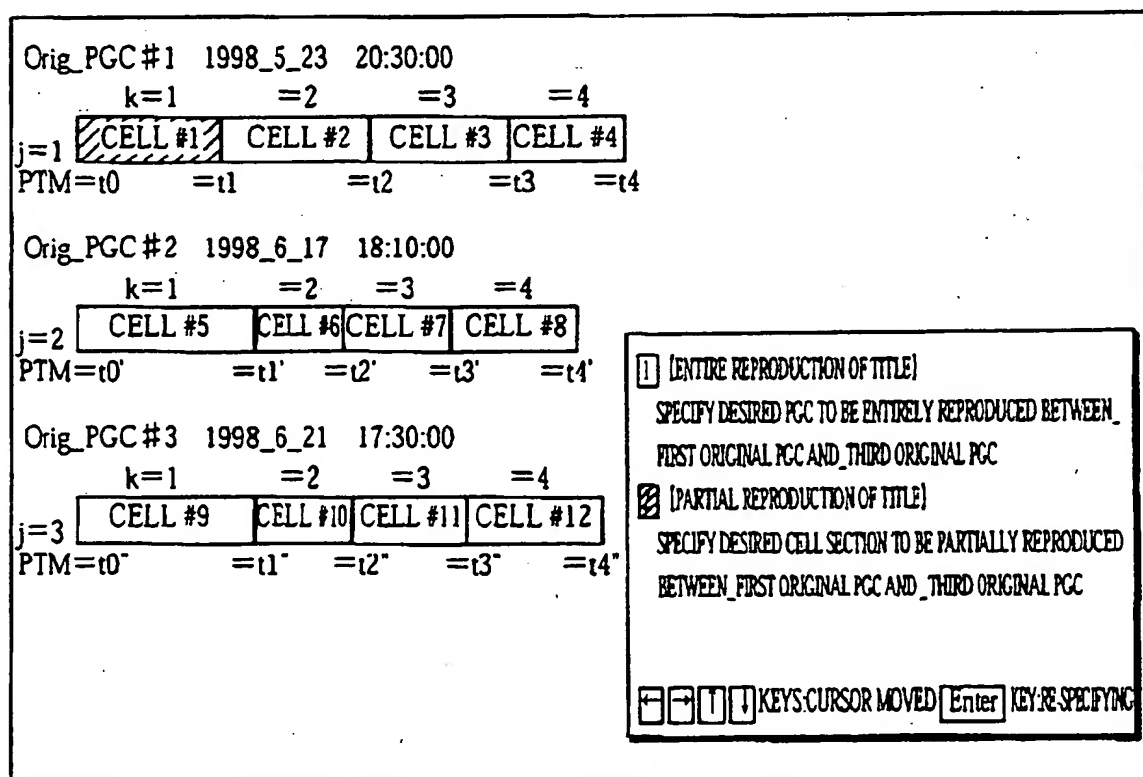 Orig_PGC#1 1998_5_23 20:30:00
k=1 =2 =3 =4
j=1 CELL #1 CELL #2 CELL #3 CELL #4
PTM=t0 =t1 =t2 =t3 =t4
Orig_PGC#2 1998_6_17 18:10:00
k=1 =2 =3 =4
j=2 CELL #5 CELL #6 CELL #7 CELL #8
PTM=t0' =t1' =t2' =t3' =t4'
Orig_PGC#3 1998_6_21 17:30:00
k=1 =2 =3 =4
j=3 CELL #9 CELL #10 CELL #11 CELL #12
PTM=t0" =t1" =t2" =t3" =t4"
1 [ENTIRE REPRODUCTION OF TITLE]
SPECIFY DESIRED PGC TO BE ENTIRELY REPRODUCED BETWEEN_
FIRST ORIGINAL PGC AND_THIRD ORIGINAL PGC
2 [PARTIAL REPRODUCTION OF TITLE]
SPECIFY DESIRED CELL SECTION TO BE PARTIALLY REPRODUCED
BETWEEN_FIRST ORIGINAL PGC AND _THIRD ORIGINAL PGC
← → ↑ ↓ KEYS:CURSOR MOVED Enter KEY:RE-SPECIFYING